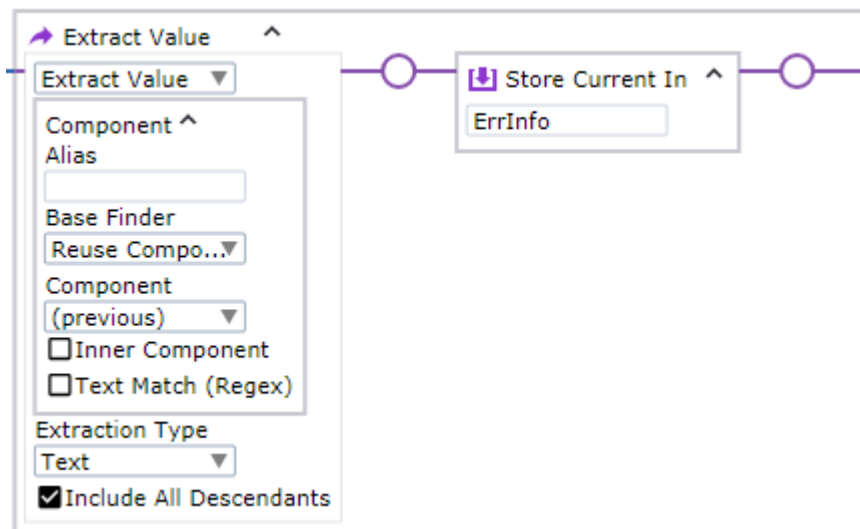 Extract Value
Extract Value
Component
Alias
Base Finder
Reuse Compo...
Component
(previous)
Inner Component
Text Match (Regex)
Extraction Type
Text
Include All Descendants
Store Current In
ErrInfo